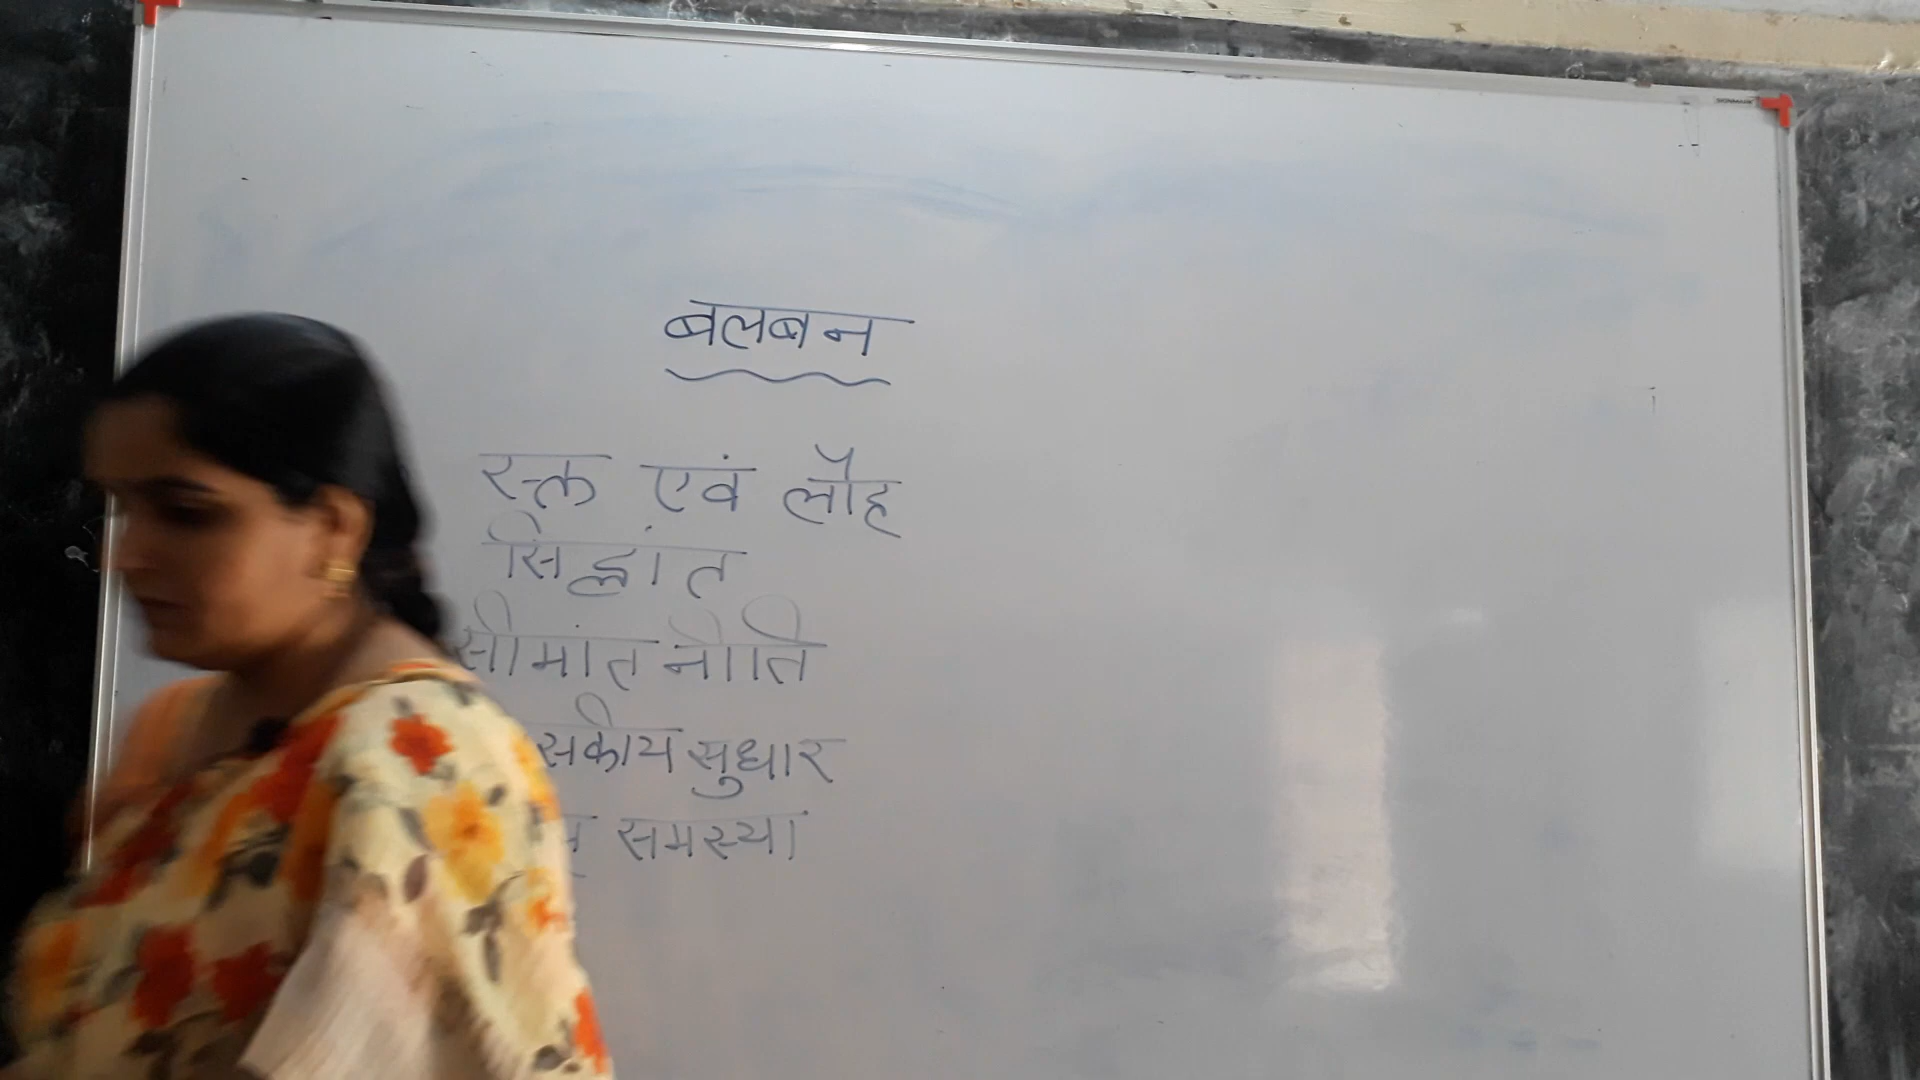 बलबन
रक्त एवं लौह
सिद्धांत
सीमांत नीति
सकीय सुधार
समस्या